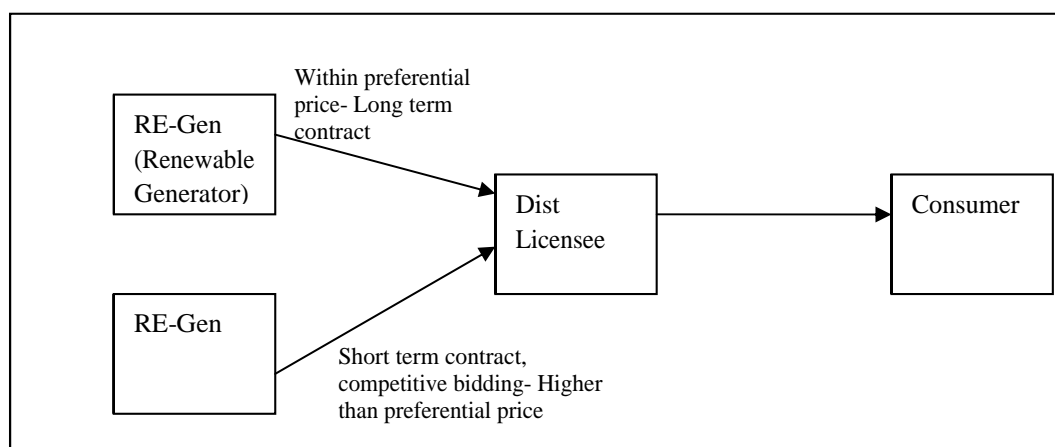 Within preferential
price- Long term
contract
RE-Gen
(Renewable
Generator)
Dist
Licensee
Consumer
RE-Gen
Short term contract,
competitive bidding- Higher
than preferential price